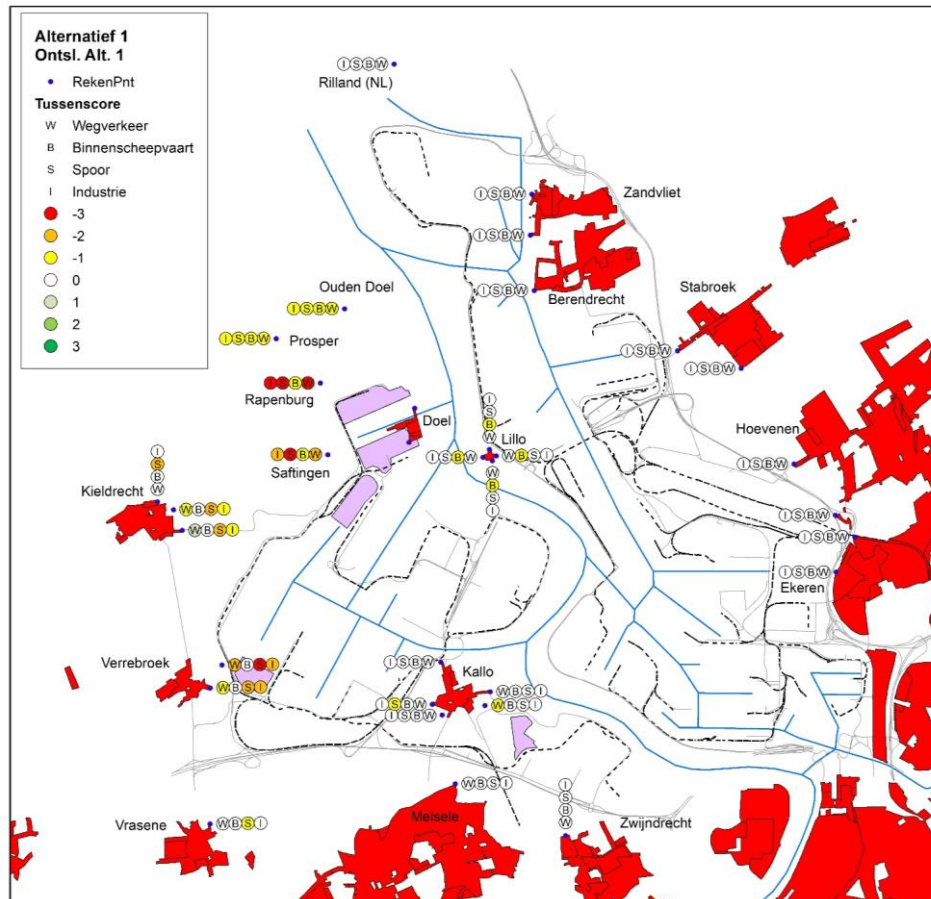 Alternatief 1
Ontsl. Alt. 1
RekenPnt
Tussenscore
W Wegverkeer
B Binnenscheepvaart
S Spoor
I Industrie
-3
-2
-1
0
1
2
3
ISBW
Rilland (NL)
ISBW
Zandvliet
ISBW
ISBW
Berendrecht
Stabroek
Ouden Doel
ISBW
ISBW
Prosper
ISBW
ISBW
ISBW
Rapenburg
I
S
B
W
Doel
Lillo
Hoevenen
ISBW
ISBW
WBSI
ISBW
Saftingen
I
S
B
W
Kieldrecht
W
B
S
I
WBSI
WBSI
ISBW
ISBW
ISBW
Ekeren
Verrebroek
WBSI
WBSI
ISBW
Kallo
WBSI
ISBW
WBSI
ISBW
WBSI
Melsele
I
S
B
W
Zwijndrecht
Vrasene
WBSI